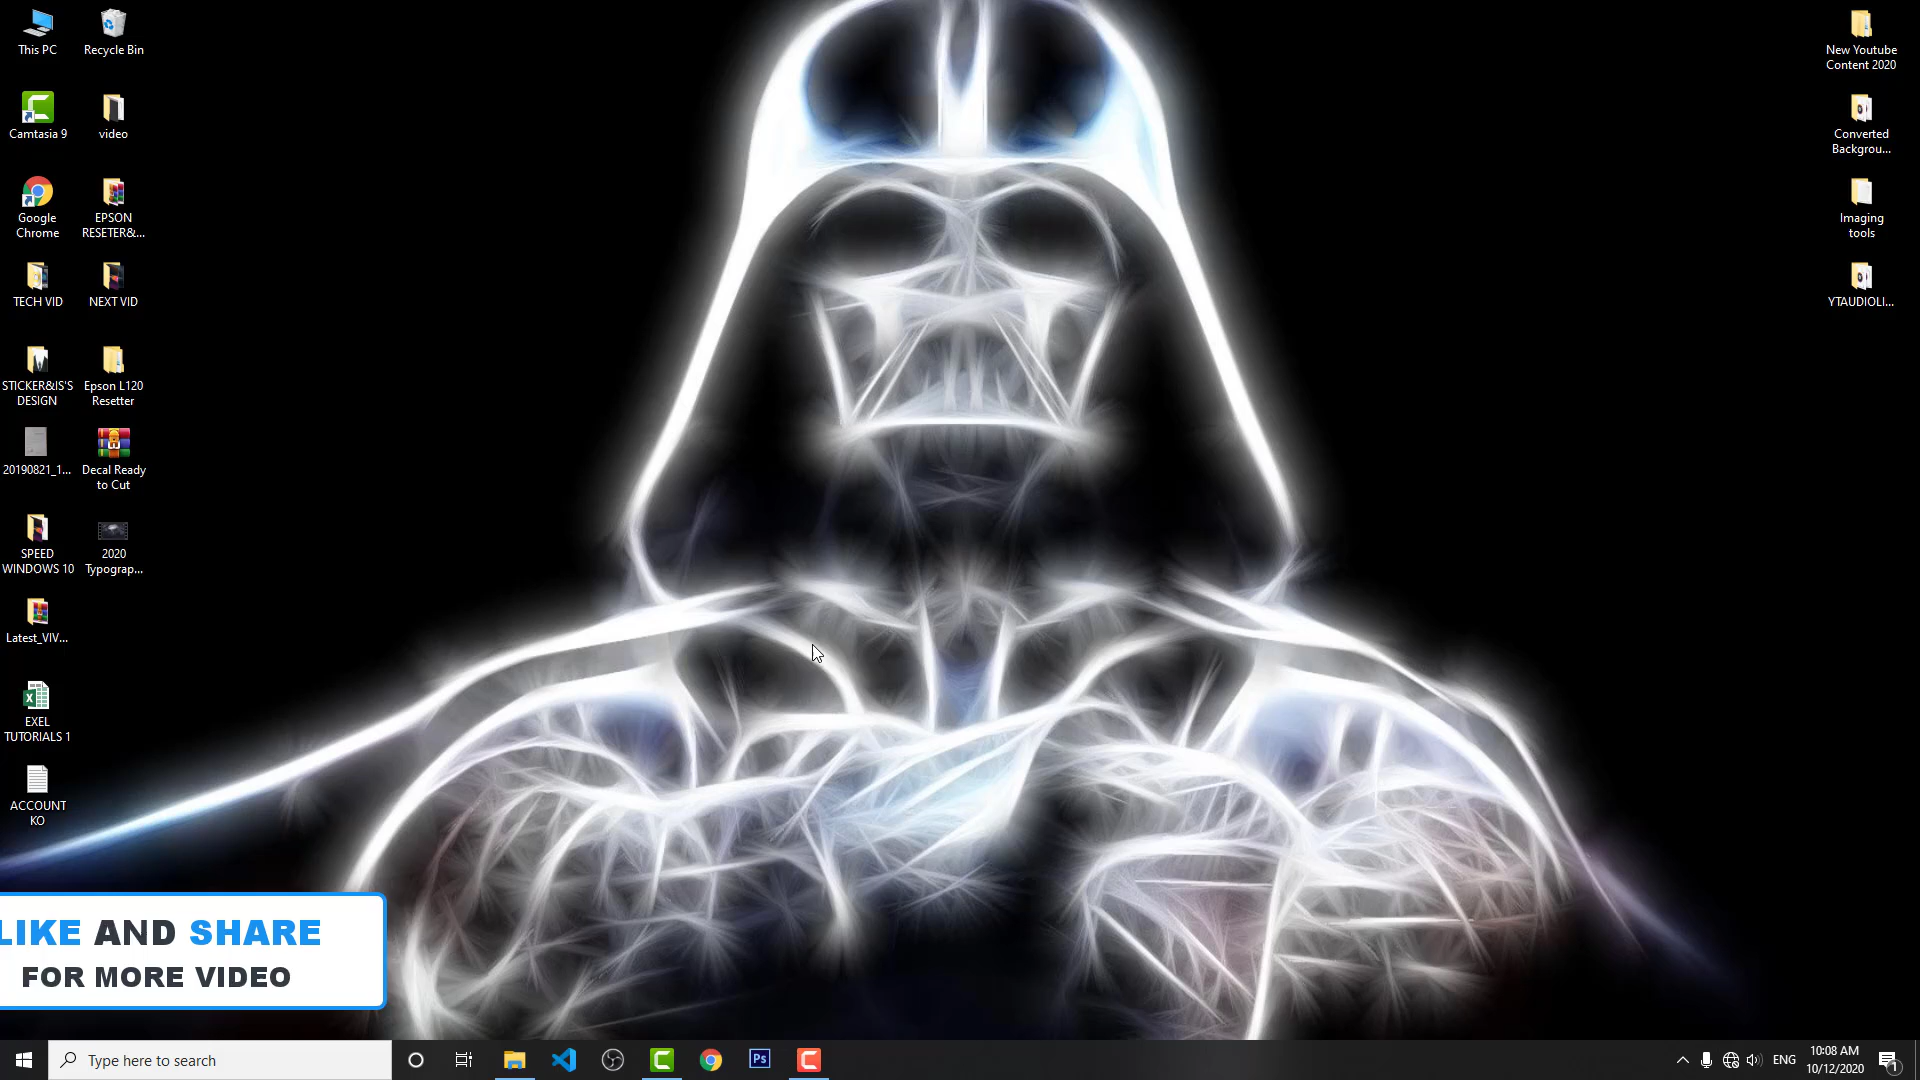 This PC
Recycle Bin
Camtasia 9
video
Google
Chrome
EPSON
RESETER&...
TECH VID
NEXT VID
STICKER&IS'S
DESIGN
Epson L120
Resetter
20190821_1...
Decal Ready
to Cut
SPEED
WINDOWS 10
2020
Typograp...
Latest_VIV...
EXEL
TUTORIALS 1
ACCOUNT
KO
New Youtube
Content 2020
Converted
Backgrou...
Imaging
tools
YTAUDIOLI...
LIKE AND SHARE
FOR MORE VIDEO
Type here to search
Ps
ENG
10:08 AM
10/12/2020
1